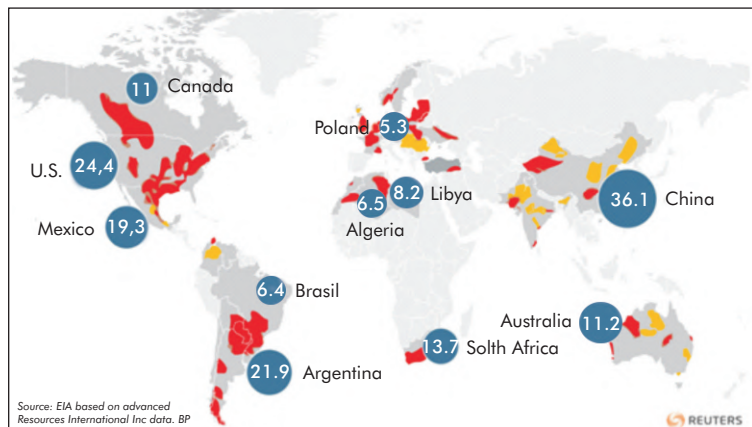 11 Canada
Poland 5.3
U.S. 24,4
8.2 Libya
6.5
Algeria
36.1 China
Mexico 19,3
6.4 Brasil
Australia 11.2
13.7 Solth Africa
21.9 Argentina
Source: EIA based on advanced
Resources International Inc data. BP
REUTERS